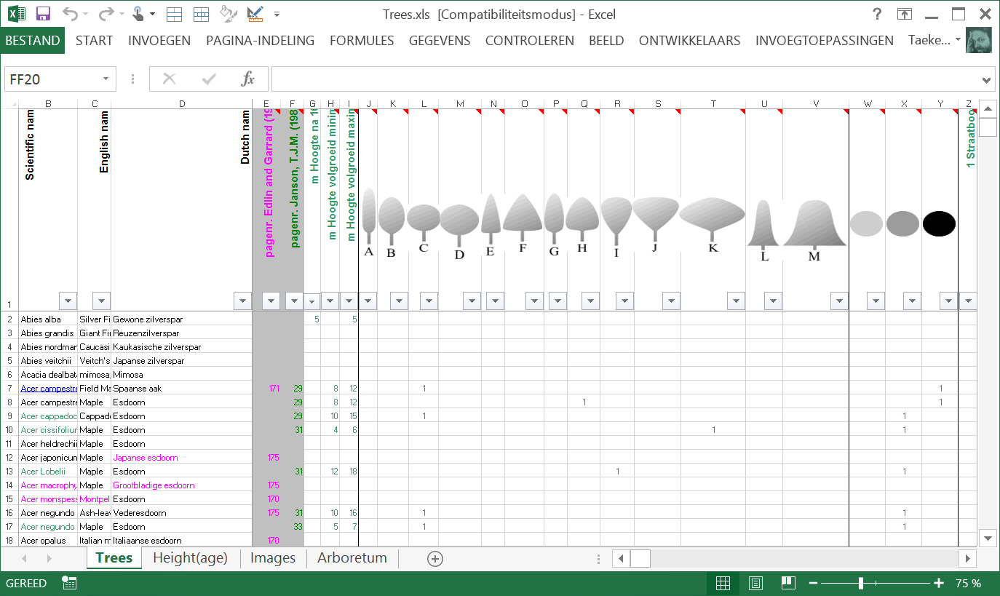 Trees.xls [Compatibiliteitsmodus] - Excel
BESTAND START INVOEGEN PAGINA-INDELING FORMULES GEGEVENS CONTROLEREN BEELD ONTWIKKELAARS INVOEGTOEPASSINGEN Taeke...
FF20 fx
B C D E F G H I J K L M N O P Q R S T U V W X Y Z
Scientific nam
English nam
Dutch nam
pagenr. Edlin and Garrard (19
pagenr. Janson, T.J.M. (198
m Hoogte na 10
m Hoogte volgroeid minim
m Hoogte volgroeid maxim
1 Straatboo
A B C D E F G H I J K L M
1
2 Abies alba Silver Fi Gewone zilverspar 5 5
3 Abies grandis Giant Fi Reuzenzilverspar
4 Abies nordmar Caucasi Kaukasische zilverspar
5 Abies veitchii Veitch's Japanse zilverspar
6 Acacia dealbat mimosa, Mimosa
7 Acer campestre Field Ma Spaanse aak 171 29 8 12 1 1
8 Acer campestre Maple Esdoorn 29 8 12 1 1
9 Acer cappadoc Cappado Esdoorn 29 10 15 1 1
10 Acer cissifoliur Maple Esdoorn 31 4 6 1 1
11 Acer heldrechii Maple Esdoorn
12 Acer japonicun Maple Japanse esdoorn 175
13 Acer Lobelii Maple Esdoorn 31 12 18 1 1
14 Acer macrophy Maple Grootbladige esdoorn 175
15 Acer monspess Montpel Esdoorn 170
16 Acer negundo Ash-leav Vederesdoorn 175 31 10 16 1 1
17 Acer negundo Maple Esdoorn 33 5 7 1 1
18 Acer opalus Italian m Italiaanse esdoorn 170
Trees Height(age) Images Arboretum
GEREED 75 %